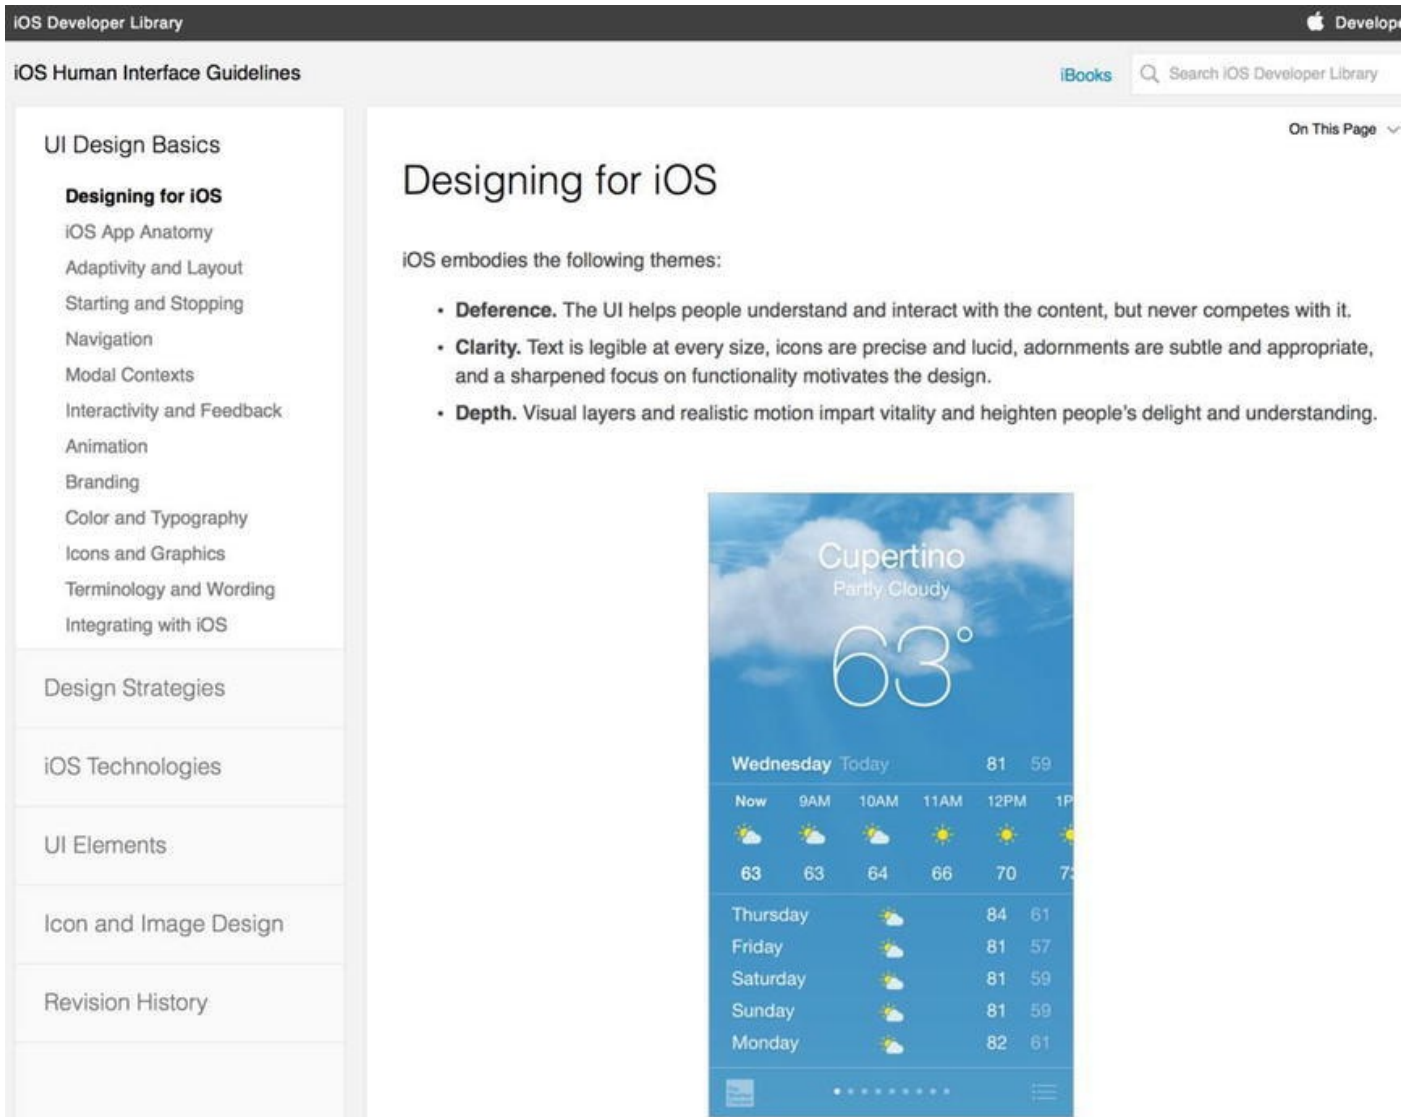 iOS Developer Library
Develope
iOS Human Interface Guidelines
iBooks
Search iOS Developer Library
UI Design Basics
Designing for iOS
iOS App Anatomy
Adaptivity and Layout
Starting and Stopping
Navigation
Modal Contexts
Interactivity and Feedback
Animation
Branding
Color and Typography
Icons and Graphics
Terminology and Wording
Integrating with iOS
Design Strategies
iOS Technologies
UI Elements
Icon and Image Design
Revision History
On This Page
Designing for iOS
iOS embodies the following themes:
• Deference. The UI helps people understand and interact with the content, but never competes with it.
• Clarity. Text is legible at every size, icons are precise and lucid, adornments are subtle and appropriate,
and a sharpened focus on functionality motivates the design.
• Depth. Visual layers and realistic motion impart vitality and heighten people's delight and understanding.
Cupertino
Partly Cloudy
63°
Wednesday Today 81 59
Now 9AM 10AM 11AM 12PM 1P
63 63 64 66 70 7
Thursday 84 61
Friday 81 57
Saturday 81 59
Sunday 81 59
Monday 82 61